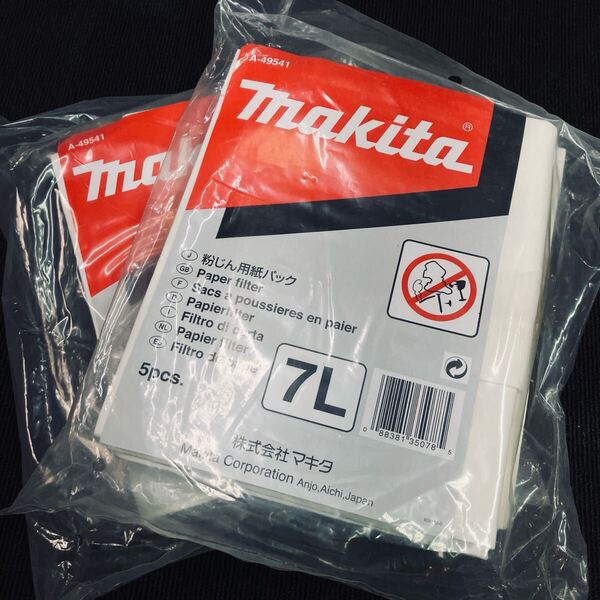 A-49541
makita®
J 粉じん用紙パック
GB Paper filter
F Sacs à poussieres en paier
D Papierfilter
I Filtro di carta
NL Papier filter
E Filtro de
5pcs.
7L
0 88381 35078 5
株式会社マキタ
Makita Corporation Anjo, Aichi, Japan
A-49541
ma